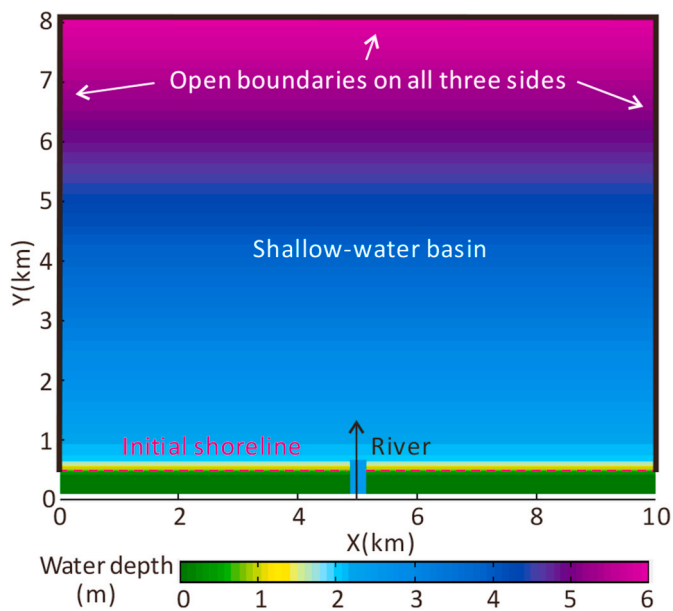 8
Open boundaries on all three sides
7
6
5
Shallow-water basin
4
Y(km)
3
2
1
Initial shoreline
River
0
0 2 4 6 8 10
X(km)
Water depth
(m)
0 1 2 3 4 5 6